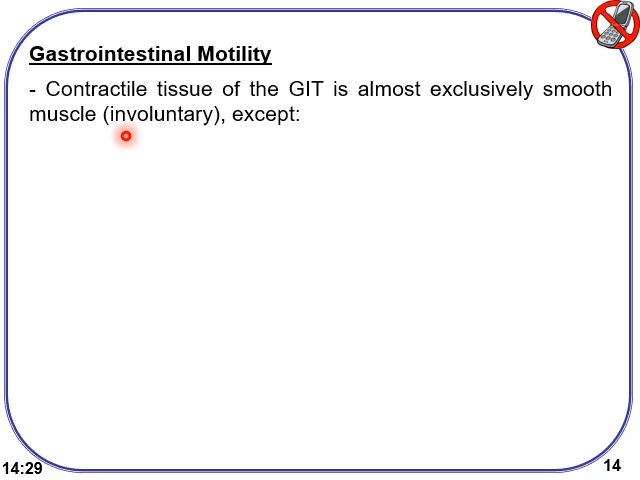 Gastrointestinal Motility
- Contractile tissue of the GIT is almost exclusively smooth
muscle (involuntary), except:
14:29
14